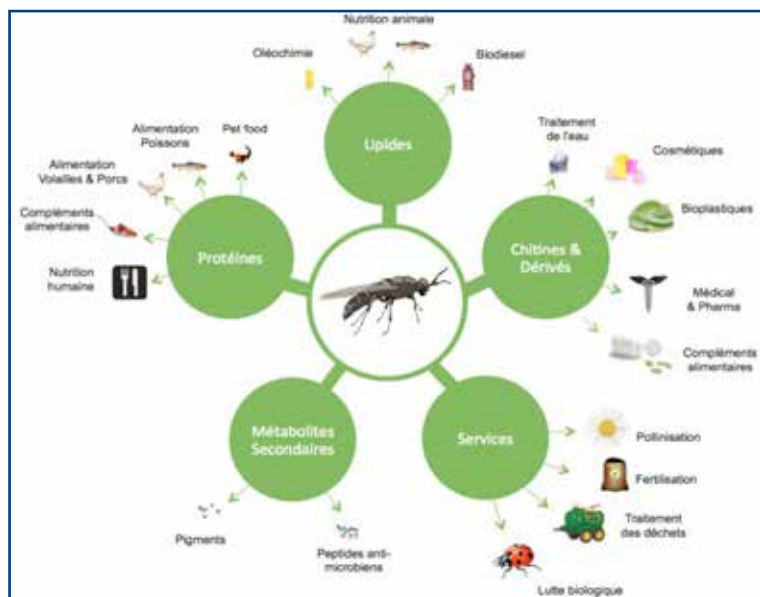 Nutrition animale
Oléochimie
Biodiesel
Lipides
Alimentation
Poissons
Pet food
Alimentation
Volailles & Porcs
Compléments
alimentaires
Nutrition
humaine
Protéines
Traitement
de l'eau
Cosmétiques
Bioplastiques
Médical
& Pharma
Compléments
alimentaires
Chitines &
Dérivés
Métabolites
Secondaires
Pigments
Peptides anti-
microbiens
Services
Pollinisation
Fertilisation
Traitement
des déchets
Lutte biologique